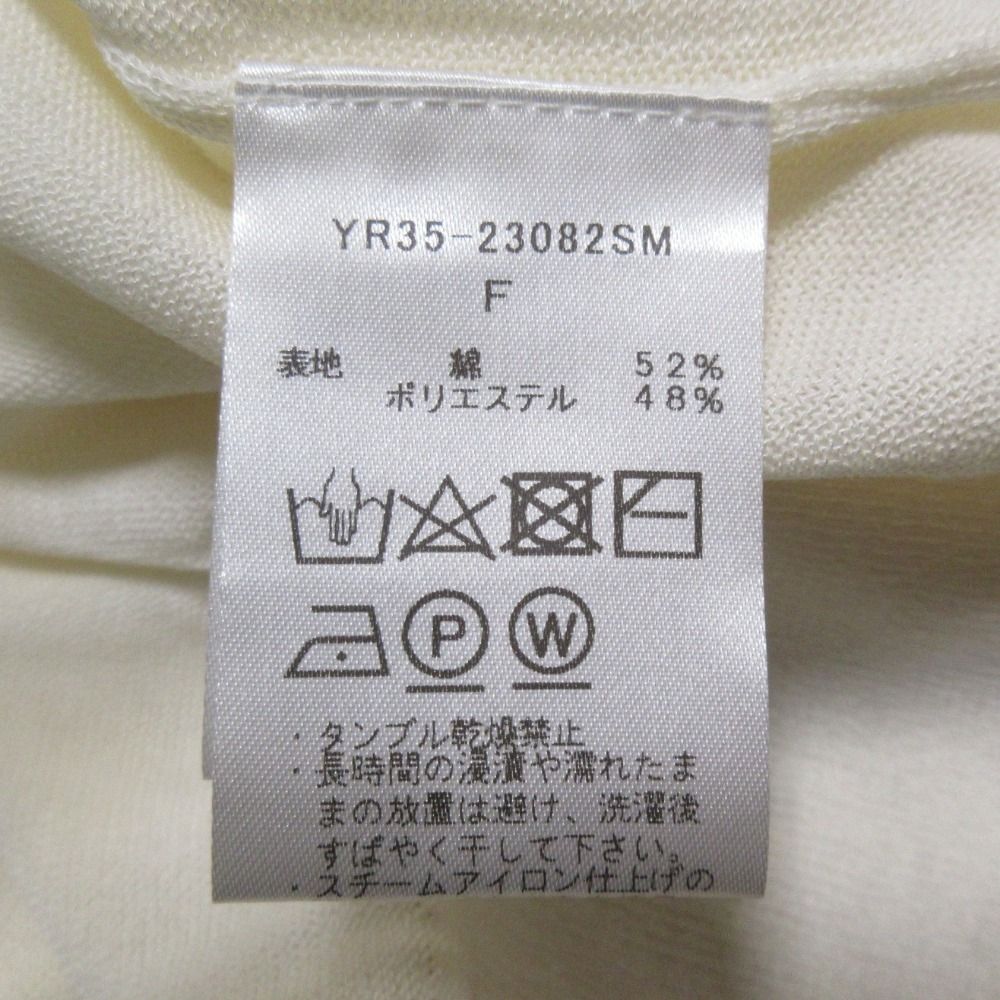 YR35-23082SM
F
表地 綿 52%
ポリエステル 48%
P W
・タンブル乾燥禁止
・長時間の浸漬や濡れたま
まの放置は避け、洗濯後
すばやく干して下さい。
・スチームアイロン仕上げの